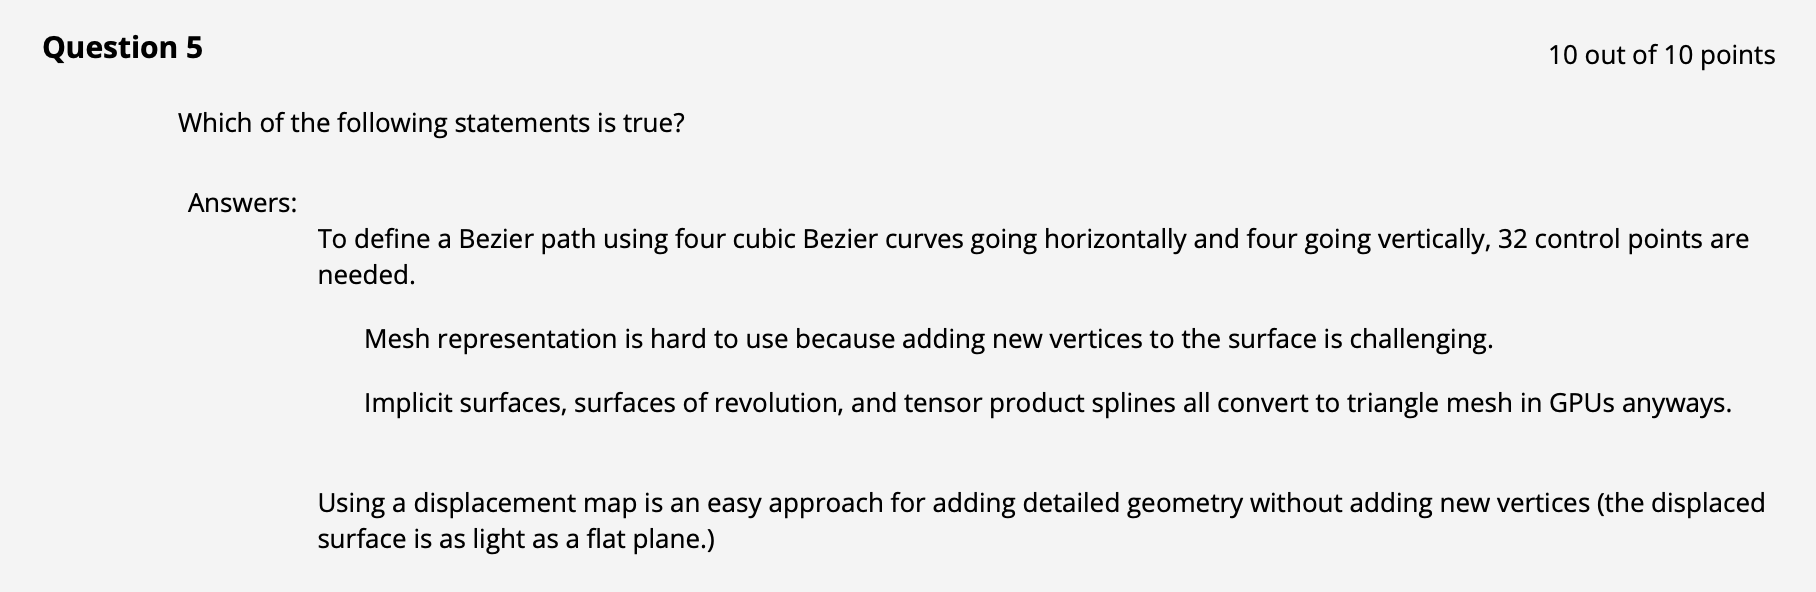 Question 5
10 out of 10 points
Which of the following statements is true?
Answers:
To define a Bezier path using four cubic Bezier curves going horizontally and four going vertically, 32 control points are
needed.
Mesh representation is hard to use because adding new vertices to the surface is challenging.
Implicit surfaces, surfaces of revolution, and tensor product splines all convert to triangle mesh in GPUs anyways.
Using a displacement map is an easy approach for adding detailed geometry without adding new vertices (the displaced
surface is as light as a flat plane.)